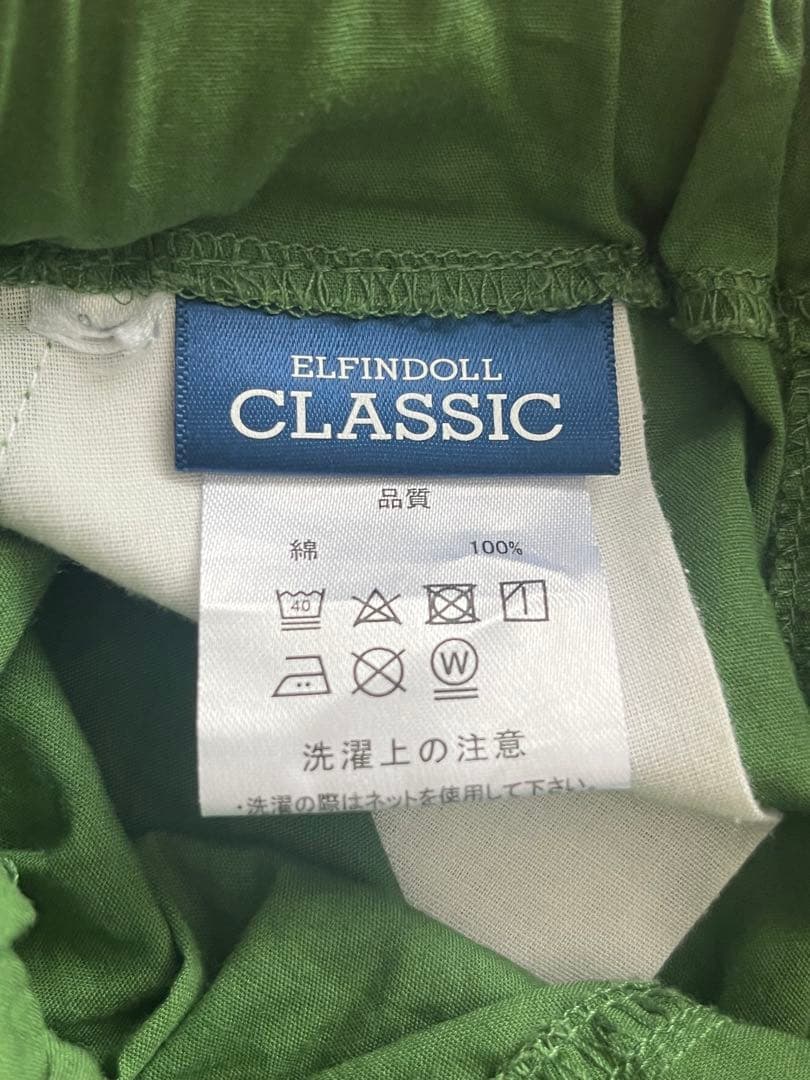 ELFINDOLL
CLASSIC
品質
綿 100%
40
W
洗濯上の注意
・洗濯の際はネットを使用して下さい。